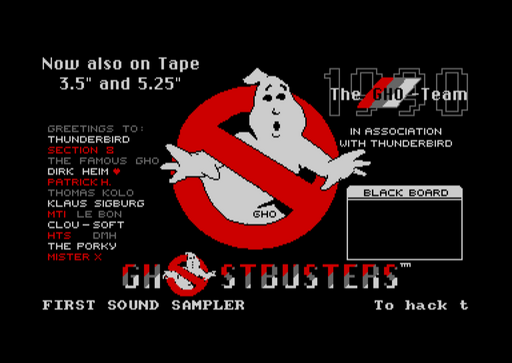 Now also on Tape
3.5" and 5.25"
1990
The GHO-Team
IN ASSOCIATION
WITH THUNDERBIRD
GREETINGS TO:
THUNDERBIRD
SECTION 8
THE FAMOUS GHO
DIRK HEIM ♥
PATRICK H.
THOMAS KOLO
KLAUS SIGBURG
MTI LE BON
CLOU-SOFT
HTS DMH
THE PORKY
MISTER X
BLACK BOARD
GHO
GHOSTBUSTERS™
FIRST SOUND SAMPLER
To hack t